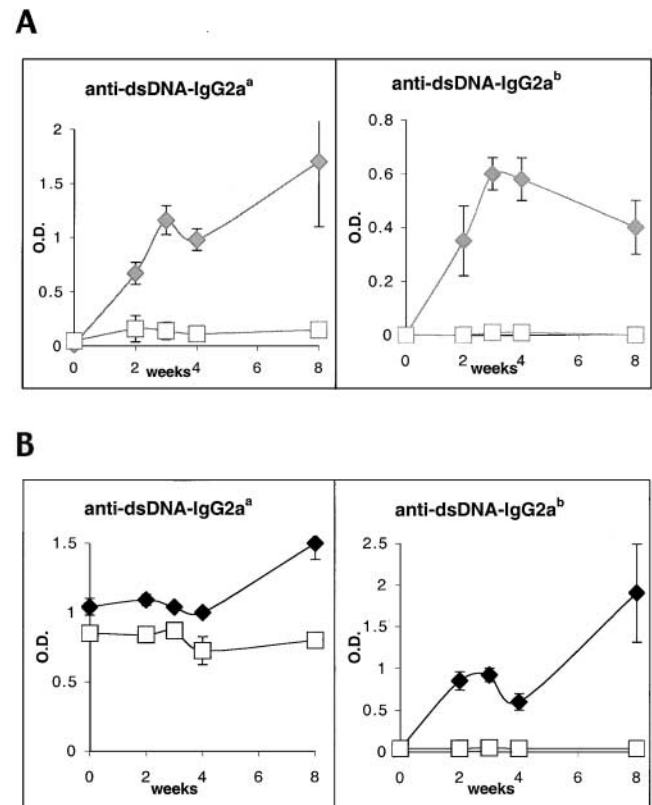 A
anti-dsDNA-IgG2aᵃ
2
1.5
1
0.5
0
O.D.
0 2 4 6 8
weeks
anti-dsDNA-IgG2aᵇ
0.8
0.6
0.4
0.2
0
O.D.
0 2 4 6 8
weeks
B
anti-dsDNA-IgG2aᵃ
1.5
1
0.5
0
O.D.
0 2 4 6 8
weeks
anti-dsDNA-IgG2aᵇ
2.5
2
1.5
1
0.5
0
O.D.
0 2 4 6 8
weeks